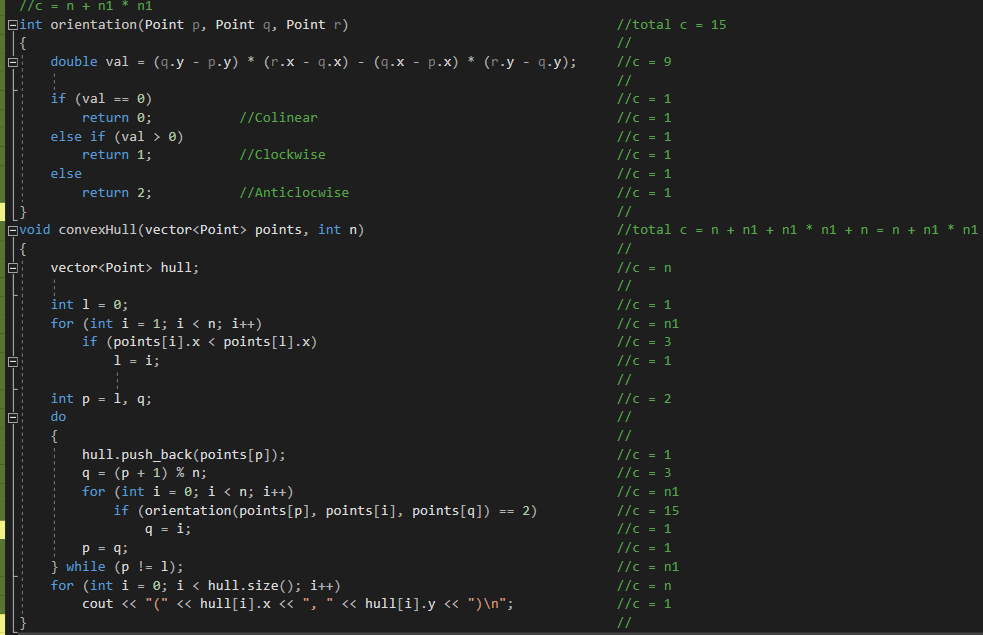 //c = n + n1 * n1
int orientation(Point p, Point q, Point r) //total c = 15
{ //
double val = (q.y - p.y) * (r.x - q.x) - (q.x - p.x) * (r.y - q.y); //c = 9
//
if (val == 0) //c = 1
return 0; //Colinear //c = 1
else if (val > 0) //c = 1
return 1; //Clockwise //c = 1
else //c = 1
return 2; //Anticlocwise //c = 1
} //
void convexHull(vector<Point> points, int n) //total c = n + n1 + n1 * n1 + n = n + n1 * n1
{ //
vector<Point> hull; //c = n
//
int l = 0; //c = 1
for (int i = 1; i < n; i++) //c = n1
if (points[i].x < points[l].x) //c = 3
l = i; //c = 1
//
int p = l, q; //c = 2
do //
{ //
hull.push_back(points[p]); //c = 1
q = (p + 1) % n; //c = 3
for (int i = 0; i < n; i++) //c = n1
if (orientation(points[p], points[i], points[q]) == 2) //c = 15
q = i; //c = 1
p = q; //c = 1
} while (p != l); //c = n1
for (int i = 0; i < hull.size(); i++) //c = n
cout << "(" << hull[i].x << ", " << hull[i].y << ")\n"; //c = 1
} //